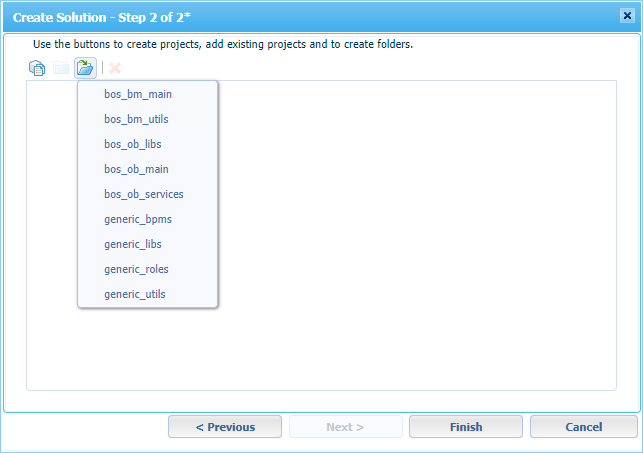 Create Solution - Step 2 of 2*
Use the buttons to create projects, add existing projects and to create folders.
bos_bm_main
bos_bm_utils
bos_ob_libs
bos_ob_main
bos_ob_services
generic_bpms
generic_libs
generic_roles
generic_utils
< Previous
Next >
Finish
Cancel